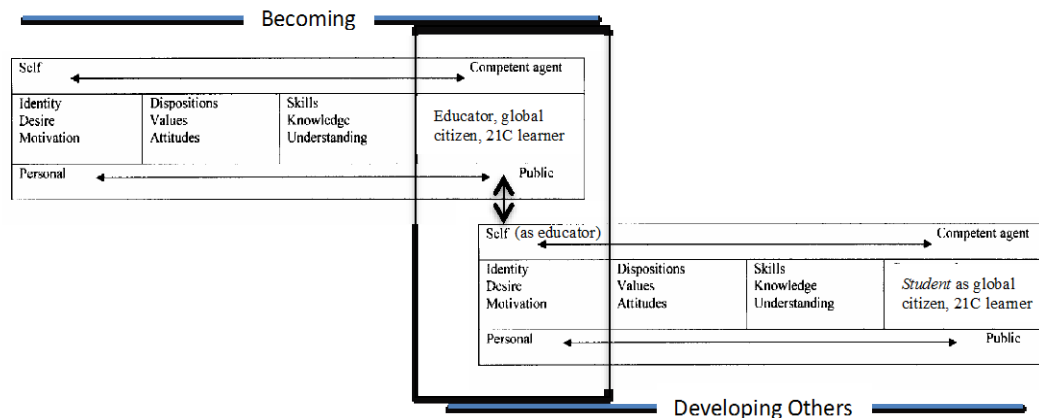 Becoming
Self Competent agent
Identity Dispositions Skills
Desire Values Knowledge
Motivation Attitudes Understanding
Educator, global
citizen, 21C learner
Personal Public
Self (as educator) Competent agent
Identity Dispositions Skills
Desire Values Knowledge
Motivation Attitudes Understanding
Student as global
citizen, 21C learner
Personal Public
Developing Others